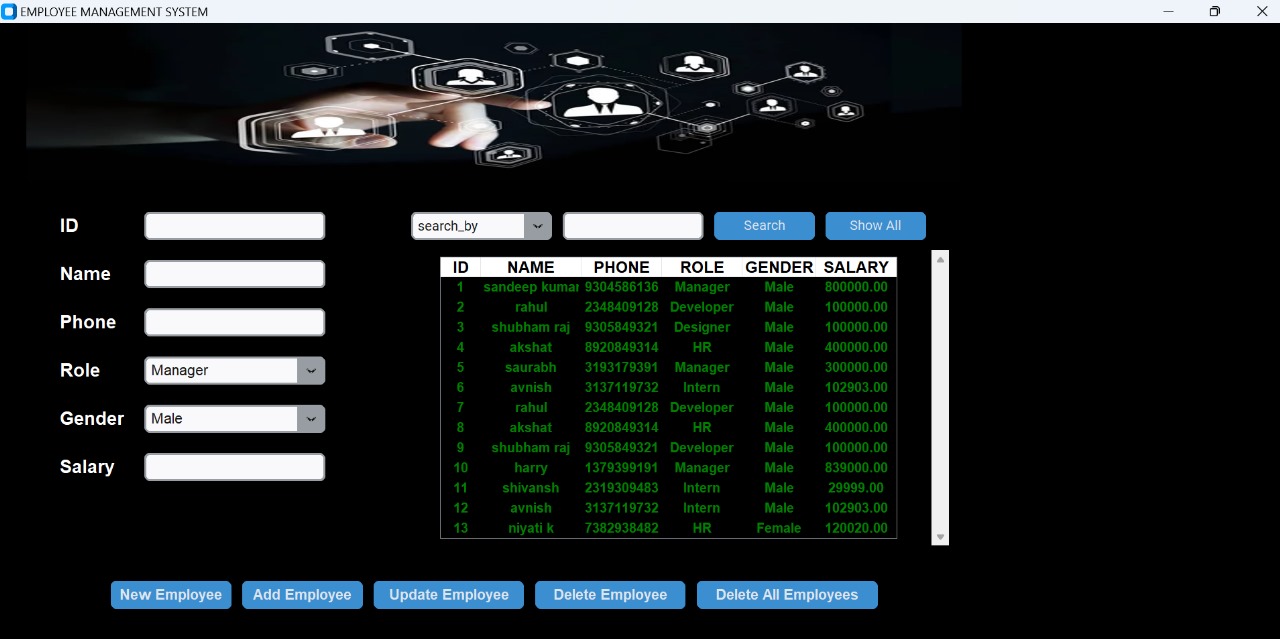 EMPLOYEE MANAGEMENT SYSTEM
ID
search_by
Search
Show All
Name
Phone
Role
Manager
Gender
Male
Salary
ID NAME PHONE ROLE GENDER SALARY
1 sandeep kumar 9304586136 Manager Male 800000.00
2 rahul 2348409128 Developer Male 100000.00
3 shubham raj 9305849321 Designer Male 100000.00
4 akshat 8920849314 HR Male 400000.00
5 saurabh 3193179391 Manager Male 300000.00
6 avnish 3137119732 Intern Male 102903.00
7 rahul 2348409128 Developer Male 100000.00
8 akshat 8920849314 HR Male 400000.00
9 shubham raj 9305849321 Developer Male 100000.00
10 harry 1379399191 Manager Male 839000.00
11 shivansh 2319309483 Intern Male 29999.00
12 avnish 3137119732 Intern Male 102903.00
13 niyati k 7382938482 HR Female 120020.00
New Employee
Add Employee
Update Employee
Delete Employee
Delete All Employees